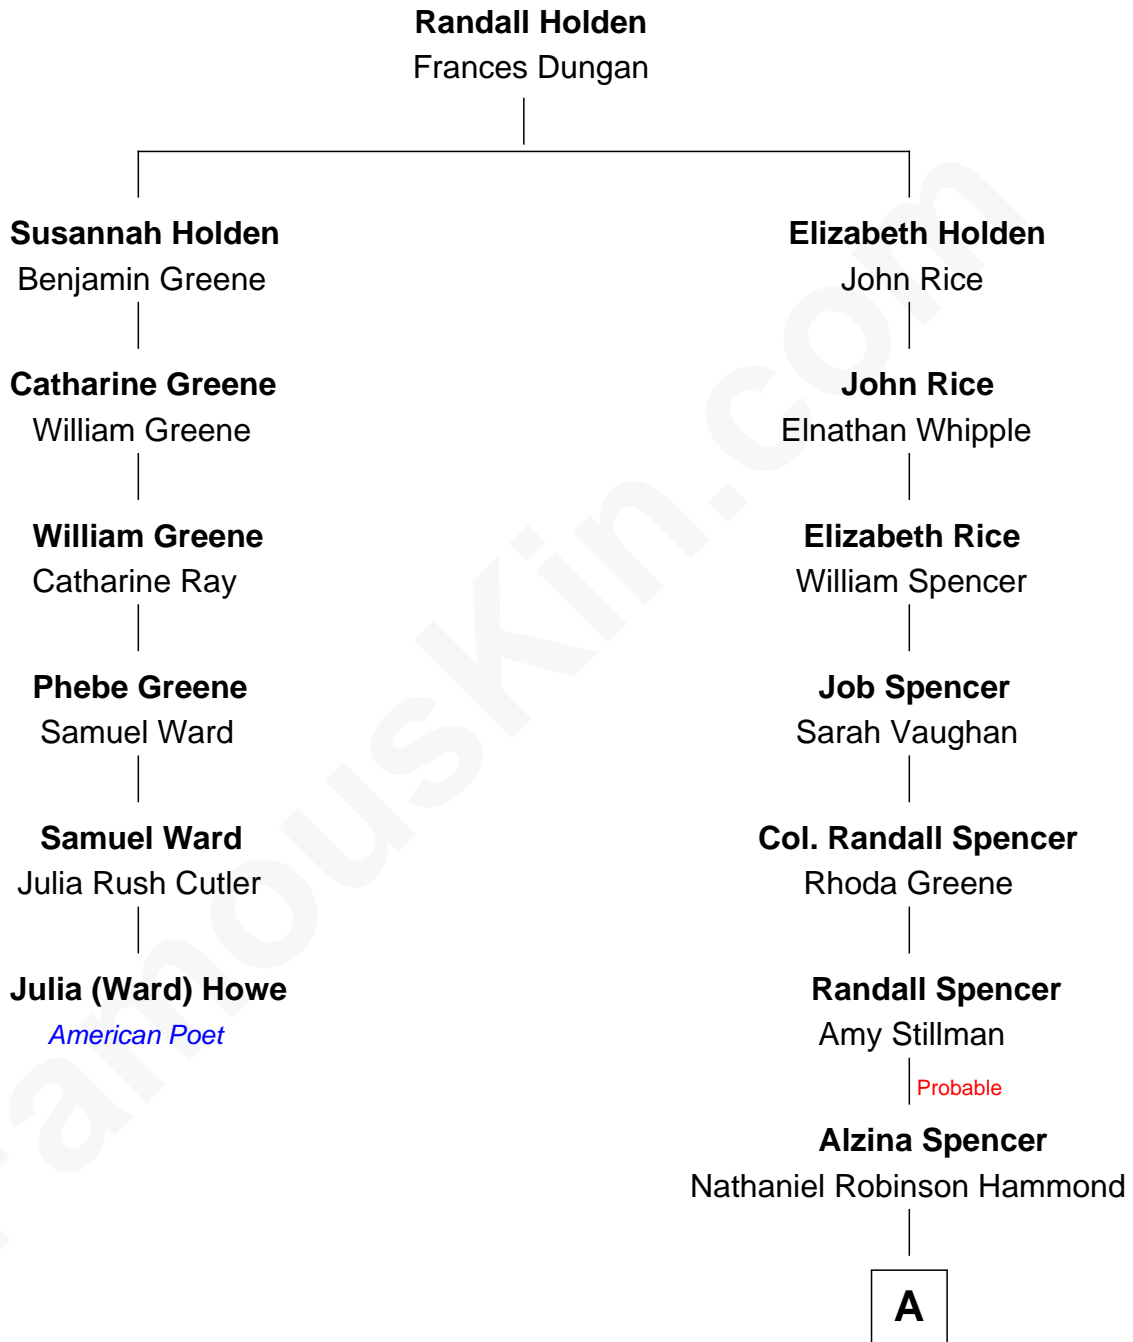 Randall Holden
Frances Dungan
Susannah Holden
Benjamin Greene
Catharine Greene
William Greene
William Greene
Catharine Ray
Phebe Greene
Samuel Ward
Samuel Ward
Julia Rush Cutler
Julia (Ward) Howe
American Poet
Elizabeth Holden
John Rice
John Rice
Elnathan Whipple
Elizabeth Rice
William Spencer
Job Spencer
Sarah Vaughan
Col. Randall Spencer
Rhoda Greene
Randall Spencer
Amy Stillman
Probable
Alzina Spencer
Nathaniel Robinson Hammond
A
FamousKin.com